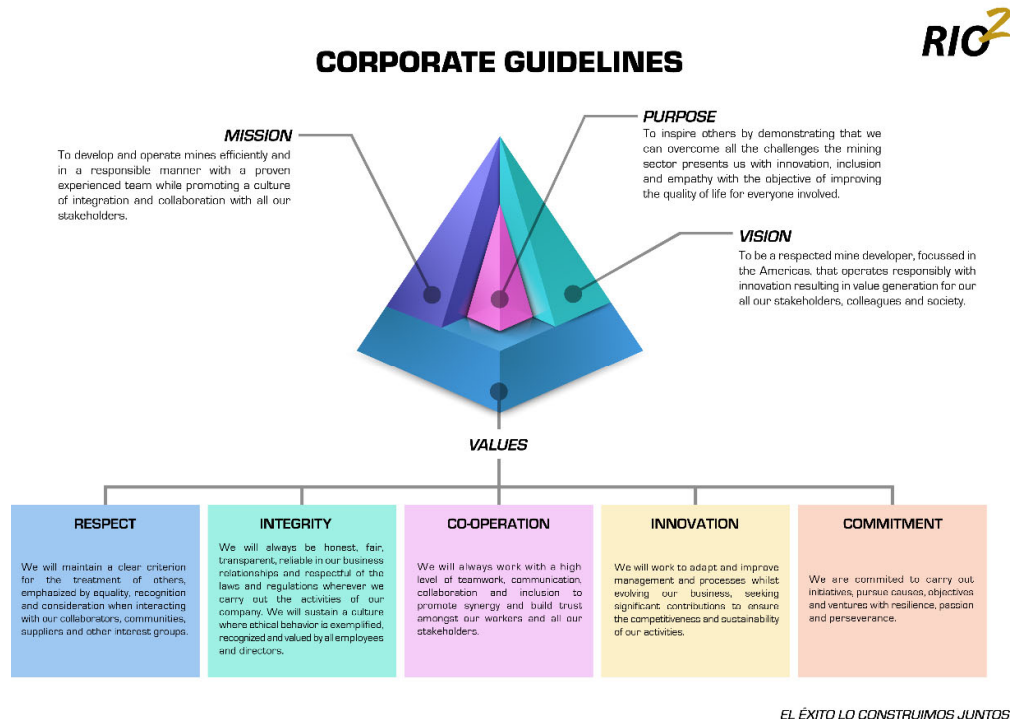 RIO2
CORPORATE GUIDELINES
MISSION
To develop and operate mines efficiently and
in a responsible manner with a proven
experienced team while promoting a culture
of integration and collaboration with all our
stakeholders.
PURPOSE
To inspire others by demonstrating that we
can overcome all the challenges the mining
sector presents us with innovation, inclusion
and empathy with the objective of improving
the quality of life for everyone involved.
VISION
To be a respected mine developer, focussed in
the Americas, that operates responsibly with
innovation resulting in value generation for our
all our stakeholders, colleagues and society.
VALUES
RESPECT
We will maintain a clear criterion
for the treatment of others,
emphasized by equality, recognition
and consideration when interacting
with our collaborators, communities,
suppliers and other interest groups.
INTEGRITY
We will always be honest, fair,
transparent, reliable in our business
relationships and respectful of the
laws and regulations wherever we
carry out the activities of our
company. We will sustain a culture
where ethical behavior is exemplified,
recognized and valued by all employees
and directors.
CO-OPERATION
We will always work with a high
level of teamwork, communication,
collaboration and inclusion to
promote synergy and build trust
amongst our workers and all our
stakeholders.
INNOVATION
We will work to adapt and improve
management and processes whilst
evolving our business, seeking
significant contributions to ensure
the competitiveness and sustainability
of our activities.
COMMITMENT
We are commited to carry out
initiatives, pursue causes, objectives
and ventures with resilience, passion
and perseverance.
EL ÉXITO LO CONSTRUIMOS JUNTOS